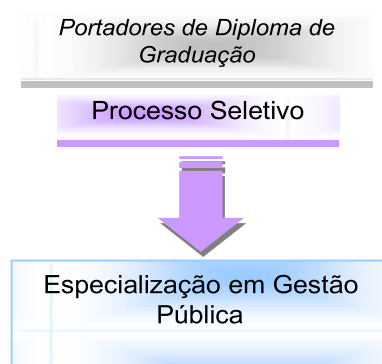 Portadores de Diploma de
Graduação
Processo Seletivo
Especialização em Gestão
Pública